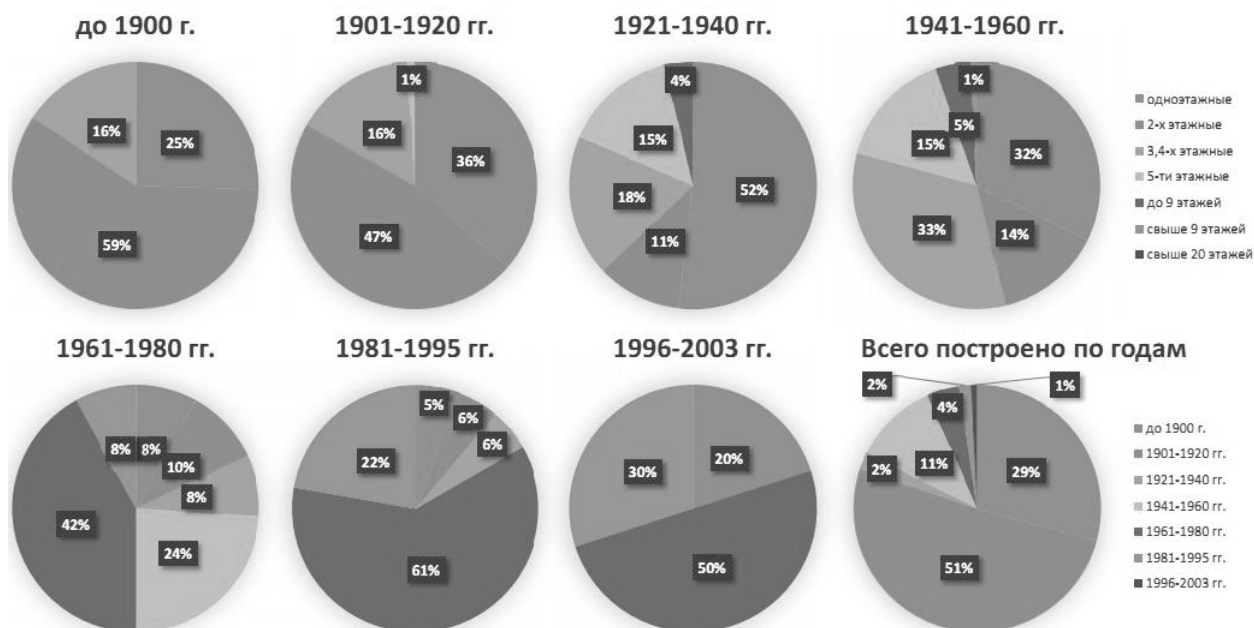 до 1900 г.
16%
25%
59%
1901-1920 гг.
1%
16%
36%
47%
1921-1940 гг.
4%
15%
18%
52%
11%
1941-1960 гг.
1%
5%
15%
32%
33%
14%
одноэтажные
2-х этажные
3,4-х этажные
5-ти этажные
до 9 этажей
свыше 9 этажей
свыше 20 этажей
1961-1980 гг.
8%
8%
10%
8%
42%
24%
1981-1995 гг.
5%
6%
6%
22%
61%
1996-2003 гг.
30%
20%
50%
Всего построено по годам
2%
1%
4%
11%
2%
29%
51%
до 1900 г.
1901-1920 гг.
1921-1940 гг.
1941-1960 гг.
1961-1980 гг.
1981-1995 гг.
1996-2003 гг.